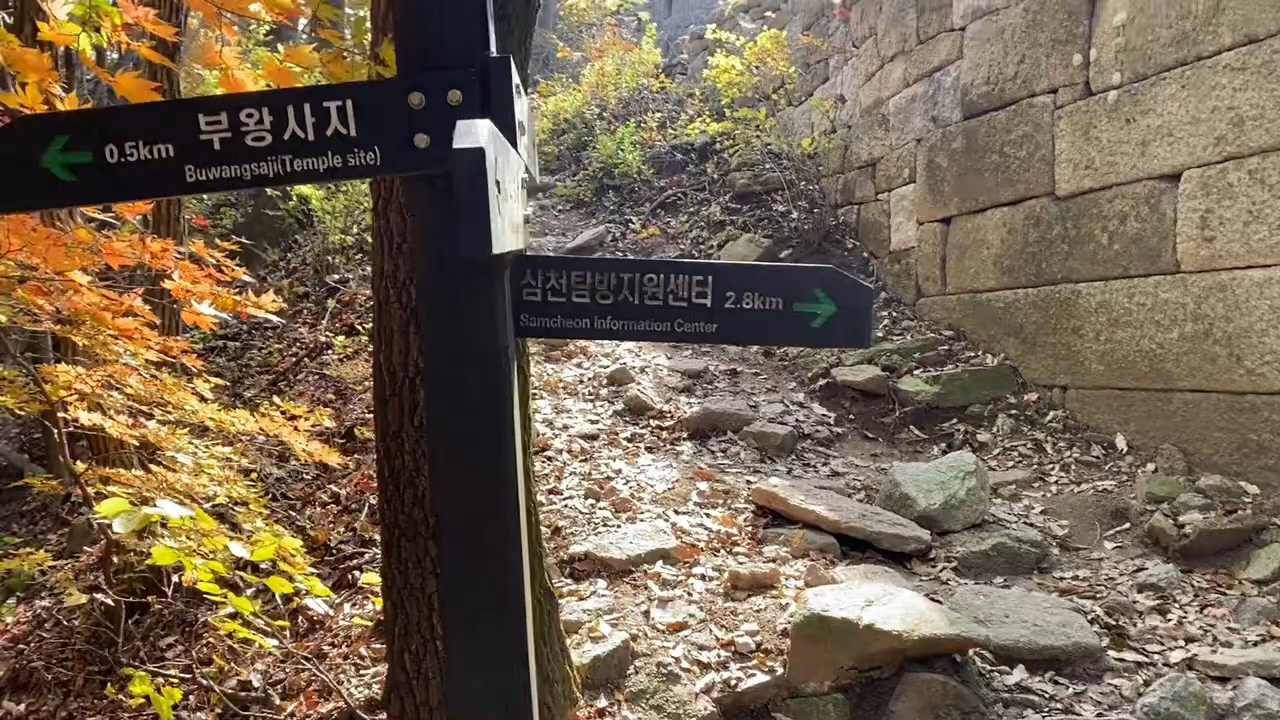 부왕사지
0.5km
Buwangsaji(Temple site)
삼천탐방지원센터 2.8km
Samcheon Information Center